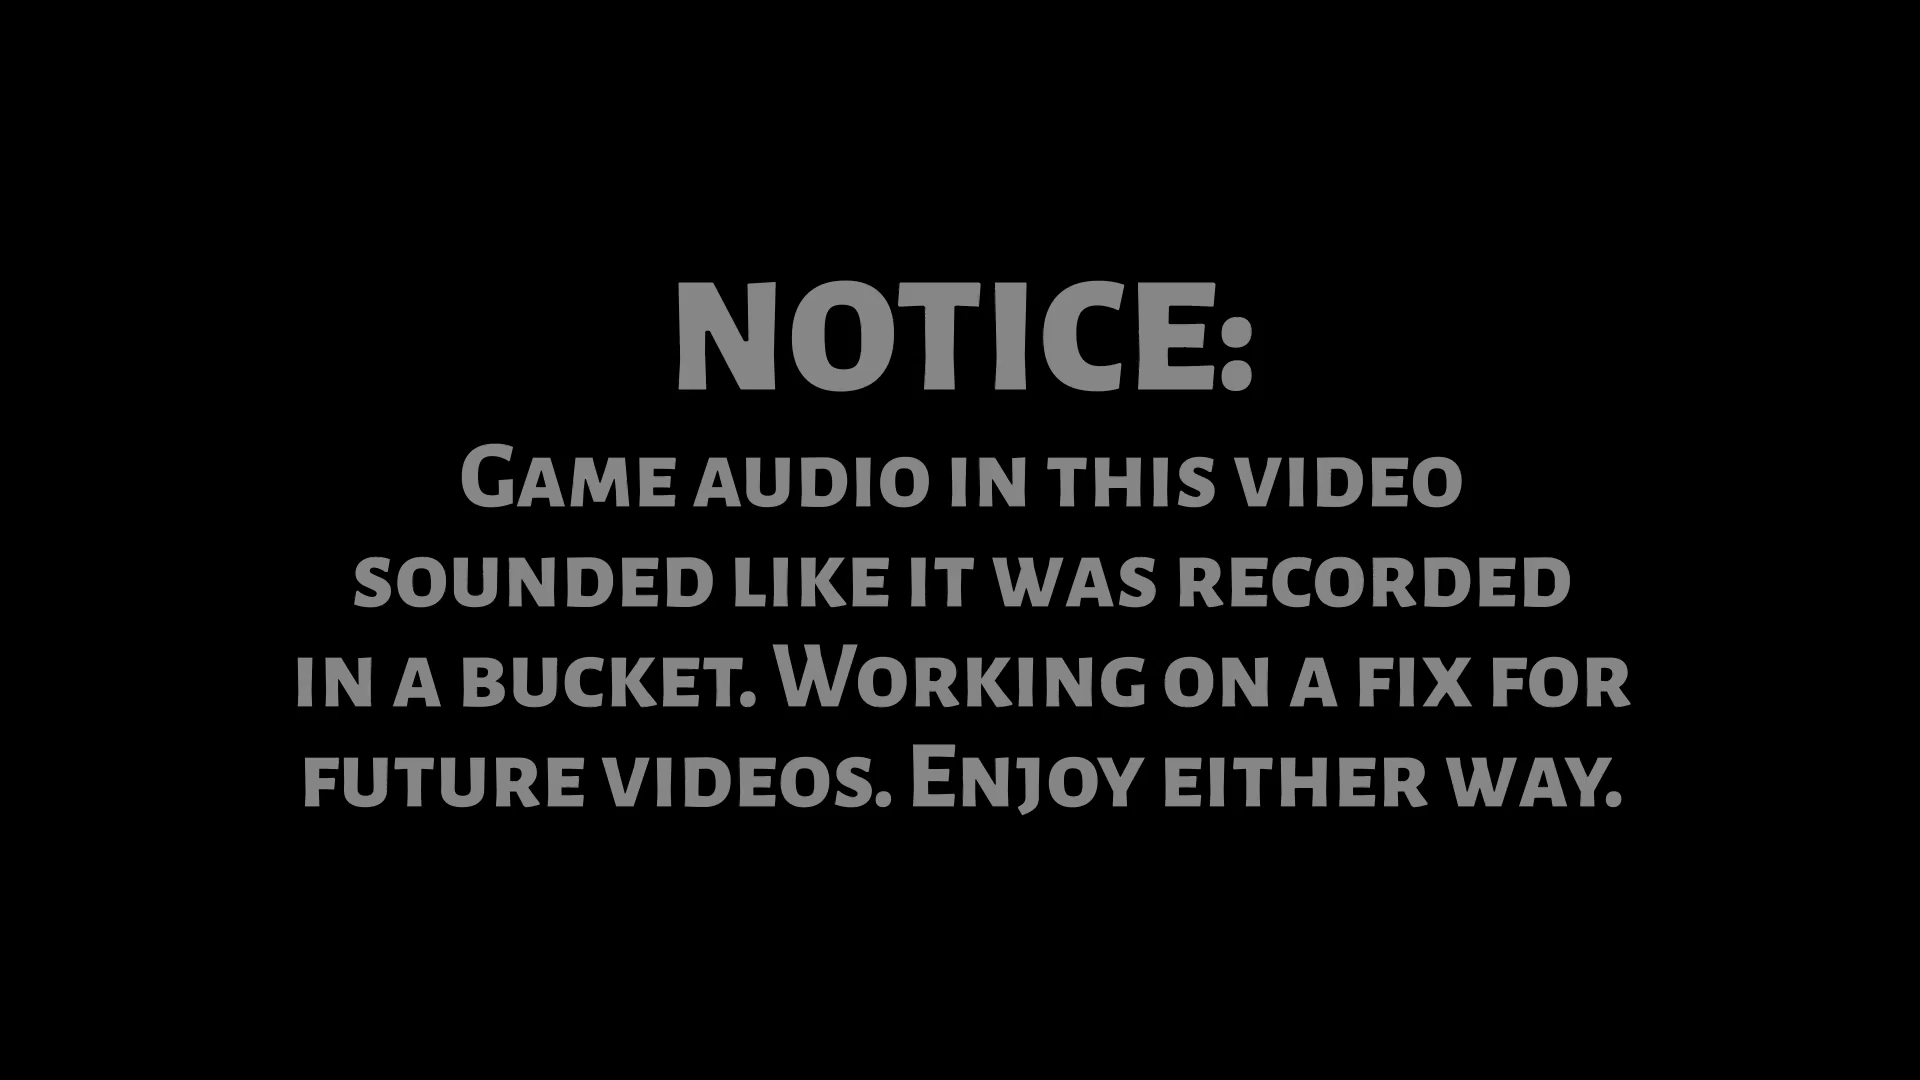 NOTICE:
Game audio in this video
sounded like it was recorded
in a bucket. Working on a fix for
future videos. Enjoy either way.